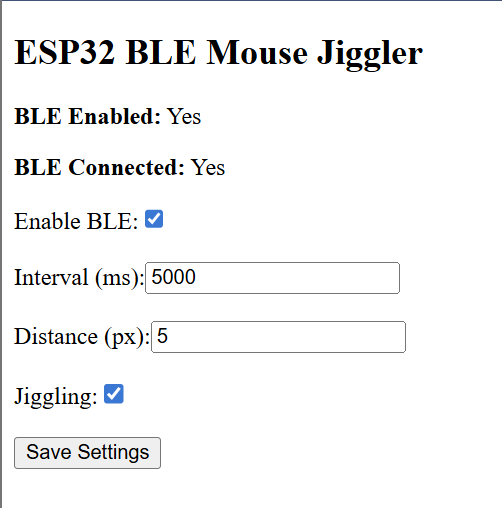 ESP32 BLE Mouse Jiggler
BLE Enabled: Yes
BLE Connected: Yes
Enable BLE:
Interval (ms): 5000
Distance (px): 5
Jiggling:
Save Settings